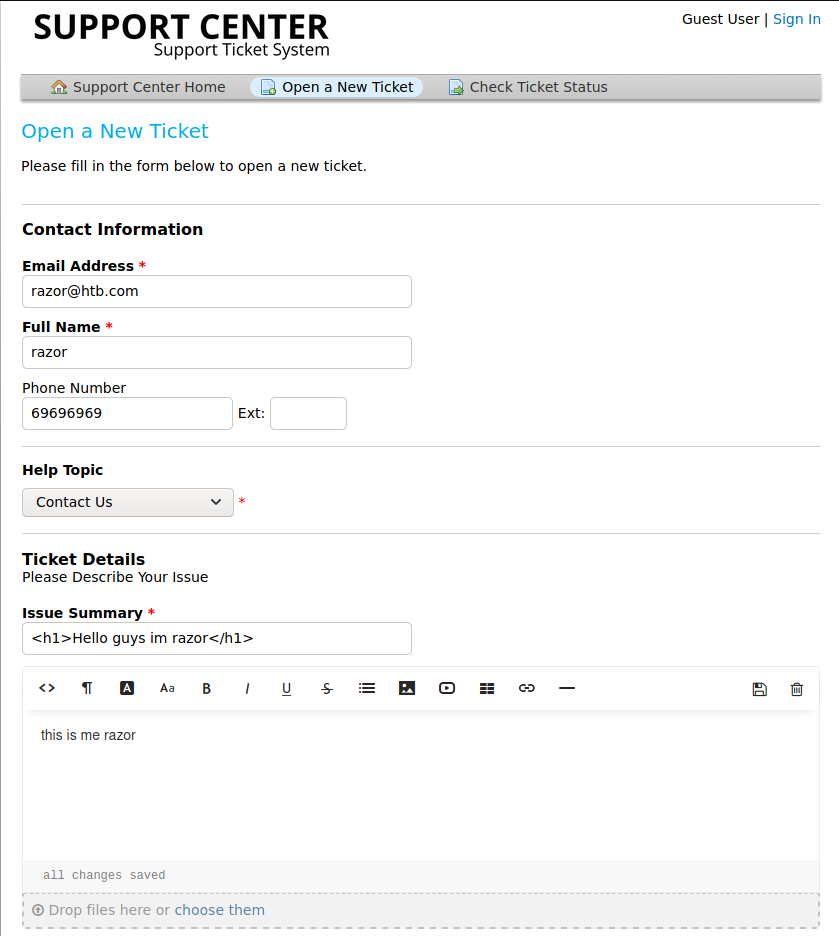 SUPPORT CENTER
Support Ticket System
Guest User | Sign In
Support Center Home Open a New Ticket Check Ticket Status
Open a New Ticket
Please fill in the form below to open a new ticket.
Contact Information
Email Address *
razor@htb.com
Full Name *
razor
Phone Number
69696969 Ext:
Help Topic
Contact Us *
Ticket Details
Please Describe Your Issue
Issue Summary *
<h1>Hello guys im razor</h1>
<> ¶ A Aa B I U S
this is me razor
all changes saved
Drop files here or choose them